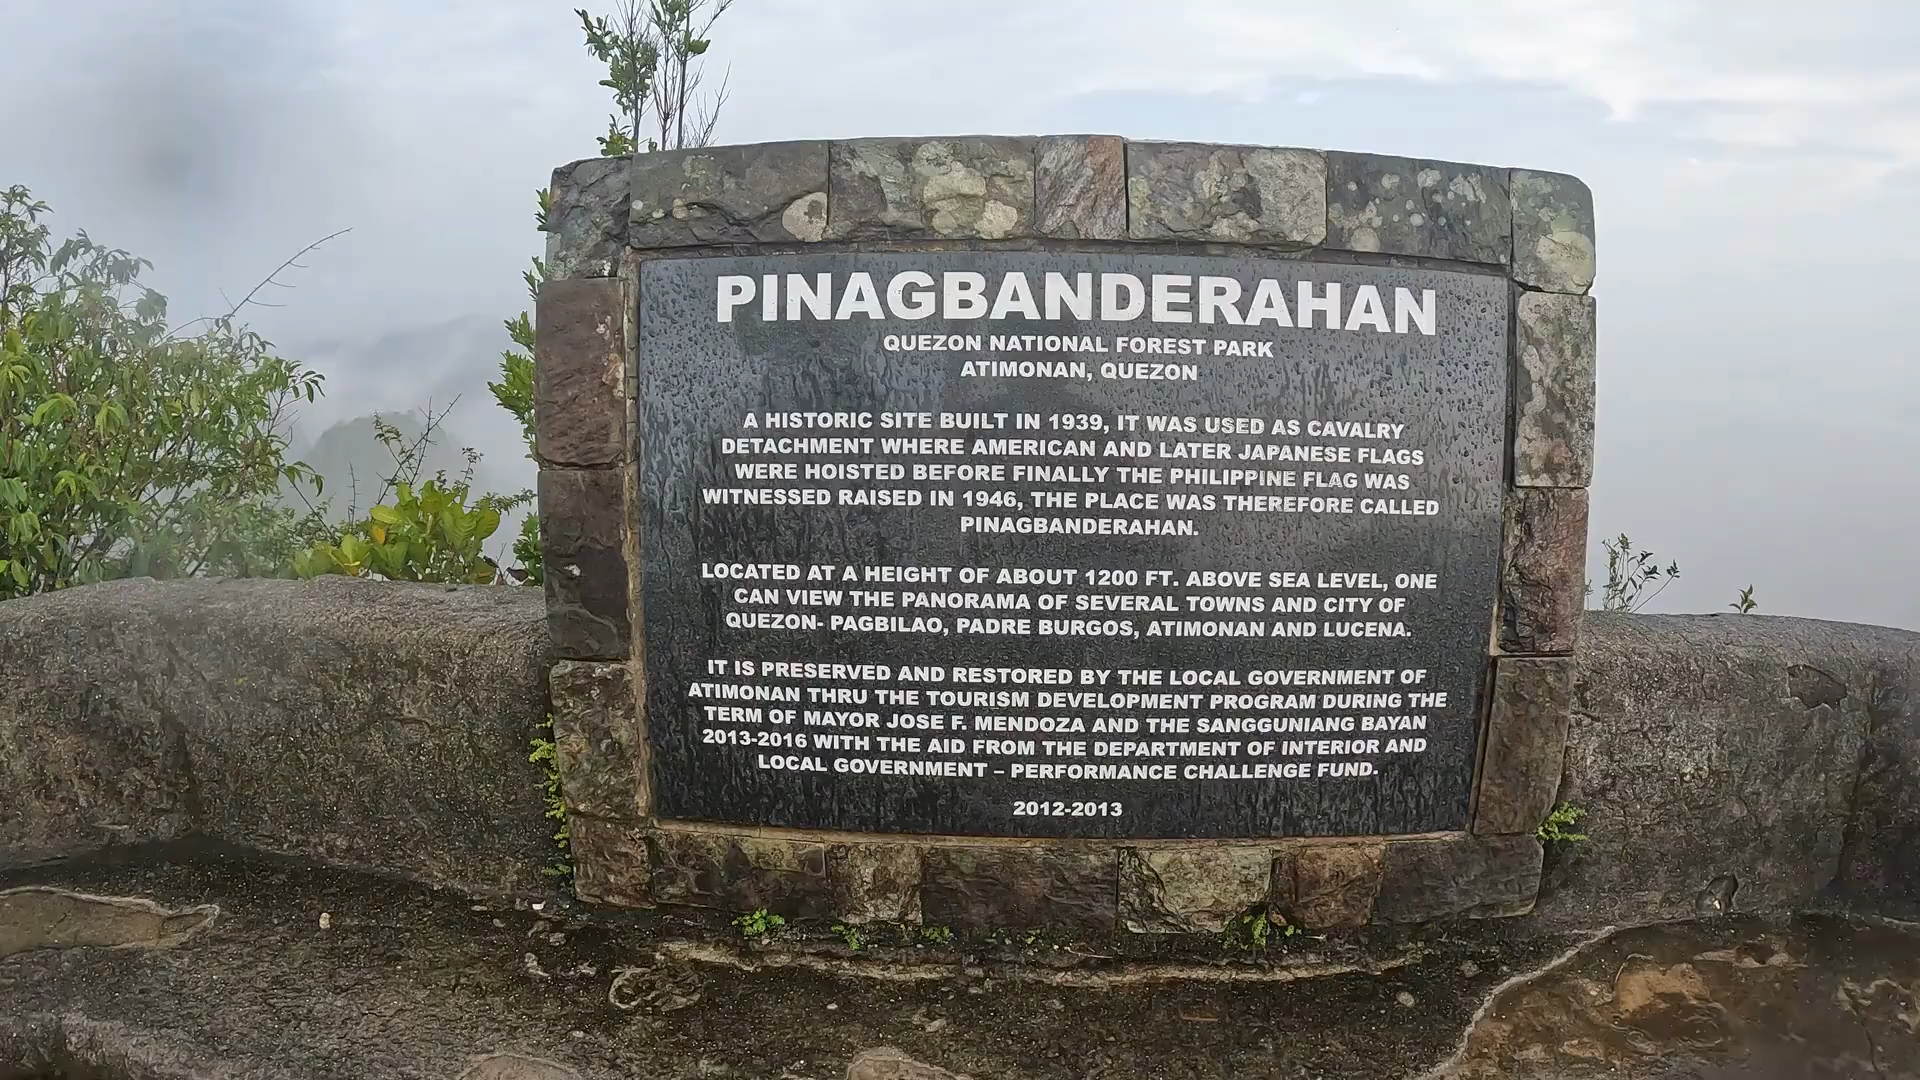 PINAGBANDERAHAN
QUEZON NATIONAL FOREST PARK
ATIMONAN, QUEZON
A HISTORIC SITE BUILT IN 1939, IT WAS USED AS CAVALRY
DETACHMENT WHERE AMERICAN AND LATER JAPANESE FLAGS
WERE HOISTED BEFORE FINALLY THE PHILIPPINE FLAG WAS
WITNESSED RAISED IN 1946, THE PLACE WAS THEREFORE CALLED
PINAGBANDERAHAN.
LOCATED AT A HEIGHT OF ABOUT 1200 FT. ABOVE SEA LEVEL, ONE
CAN VIEW THE PANORAMA OF SEVERAL TOWNS AND CITY OF
QUEZON- PAGBILAO, PADRE BURGOS, ATIMONAN AND LUCENA.
IT IS PRESERVED AND RESTORED BY THE LOCAL GOVERNMENT OF
ATIMONAN THRU THE TOURISM DEVELOPMENT PROGRAM DURING THE
TERM OF MAYOR JOSE F. MENDOZA AND THE SANGGUNIANG BAYAN
2013-2016 WITH THE AID FROM THE DEPARTMENT OF INTERIOR AND
LOCAL GOVERNMENT – PERFORMANCE CHALLENGE FUND.
2012-2013